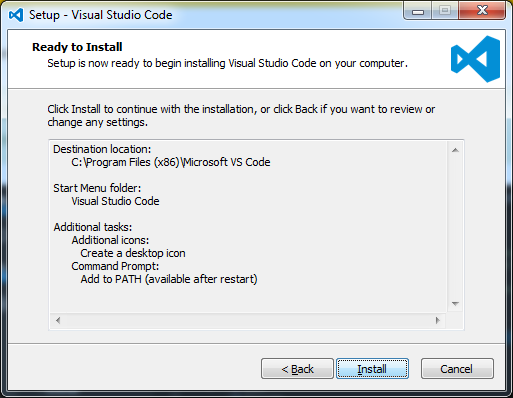 Setup - Visual Studio Code
Ready to Install
Setup is now ready to begin installing Visual Studio Code on your computer.
Click Install to continue with the installation, or click Back if you want to review or
change any settings.
Destination location:
C:\Program Files (x86)\Microsoft VS Code
Start Menu folder:
Visual Studio Code
Additional tasks:
Additional icons:
Create a desktop icon
Command Prompt:
Add to PATH (available after restart)
< Back
Install
Cancel